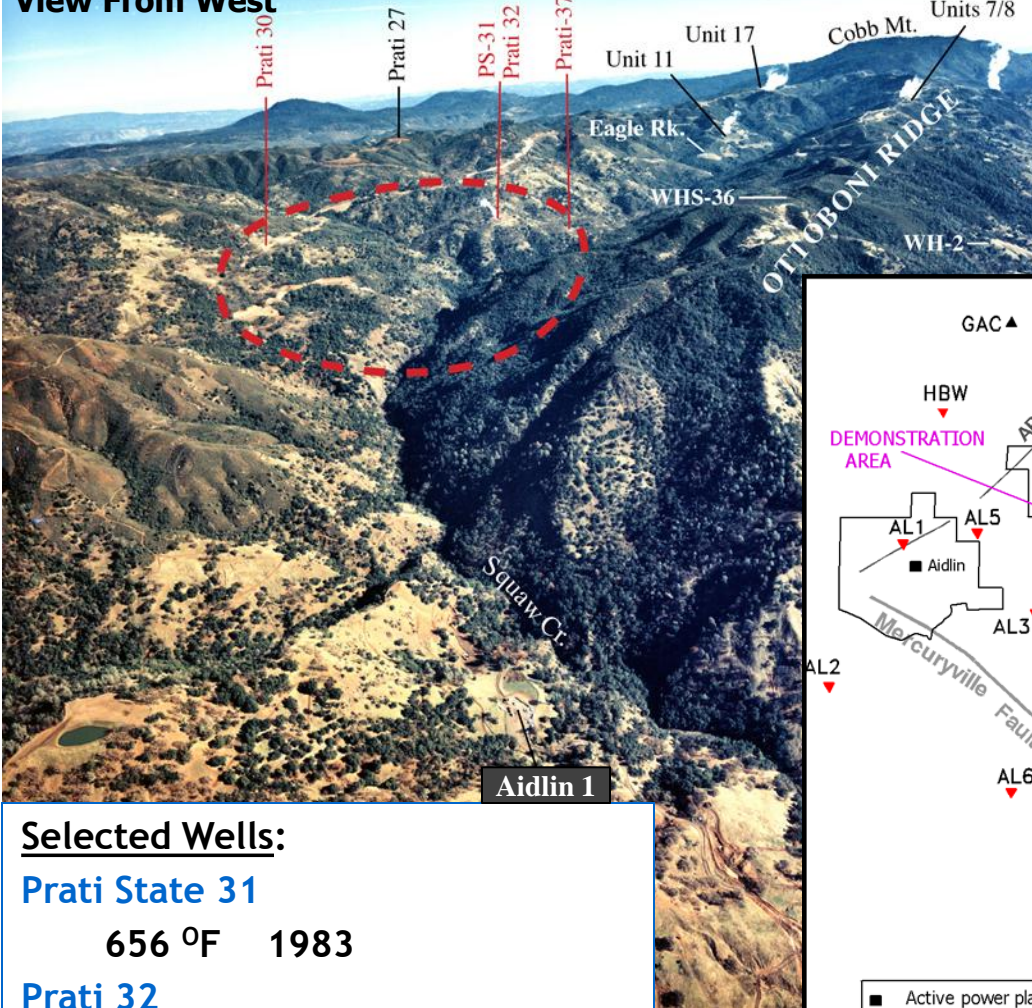 View From West
Prati 30
Prati 27
PS-31
Prati 32
Prati-37
Unit 11
Unit 17
Cobb Mt.
Units 7/8
Eagle Rk.
WHS-36
OTTOBONI RIDGE
WH-2
Squaw Cr.
Aidlin 1
GAC
HBW
DEMONSTRATION
AREA
AL1
AL5
Aidlin
AL3
Mercuryville Fault
AL2
AL6
Selected Wells:
Prati State 31
656 ºF 1983
Prati 32
Active power pla